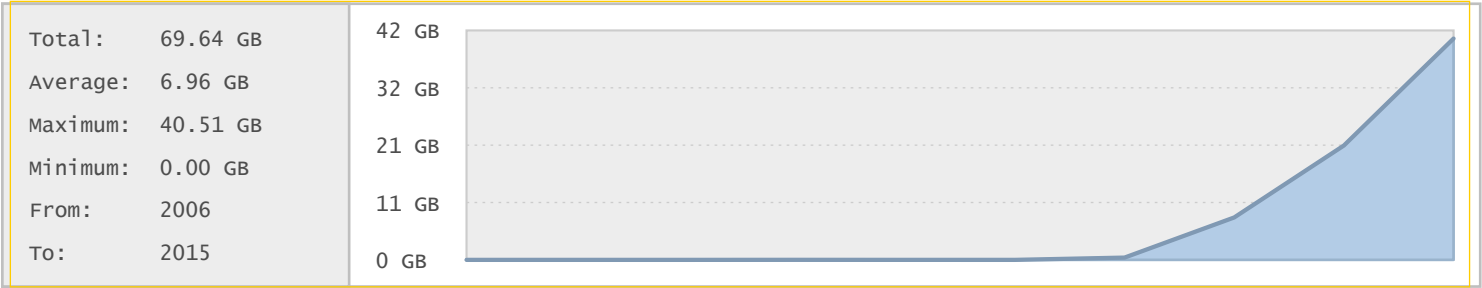 Total: 69.64 GB
Average: 6.96 GB
Maximum: 40.51 GB
Minimum: 0.00 GB
From: 2006
To: 2015
42 GB
32 GB
21 GB
11 GB
0 GB